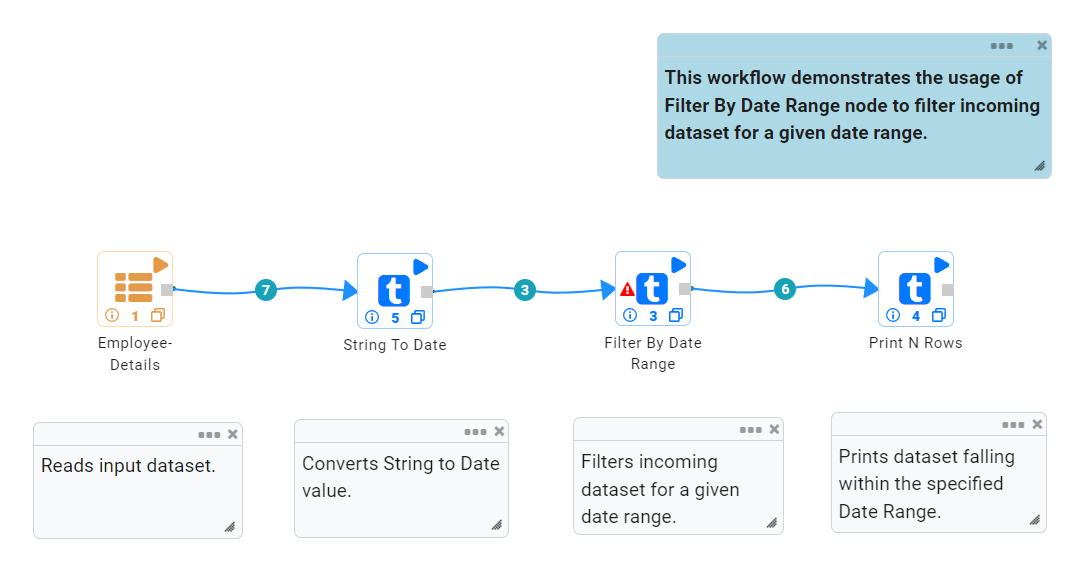 This workflow demonstrates the usage of
Filter By Date Range node to filter incoming
dataset for a given date range.
7
3
6
t
t
t
1
5
3
4
Employee-
Details
String To Date
Filter By Date
Range
Print N Rows
Reads input dataset.
Converts String to Date
value.
Filters incoming
dataset for a given
date range.
Prints dataset falling
within the specified
Date Range.